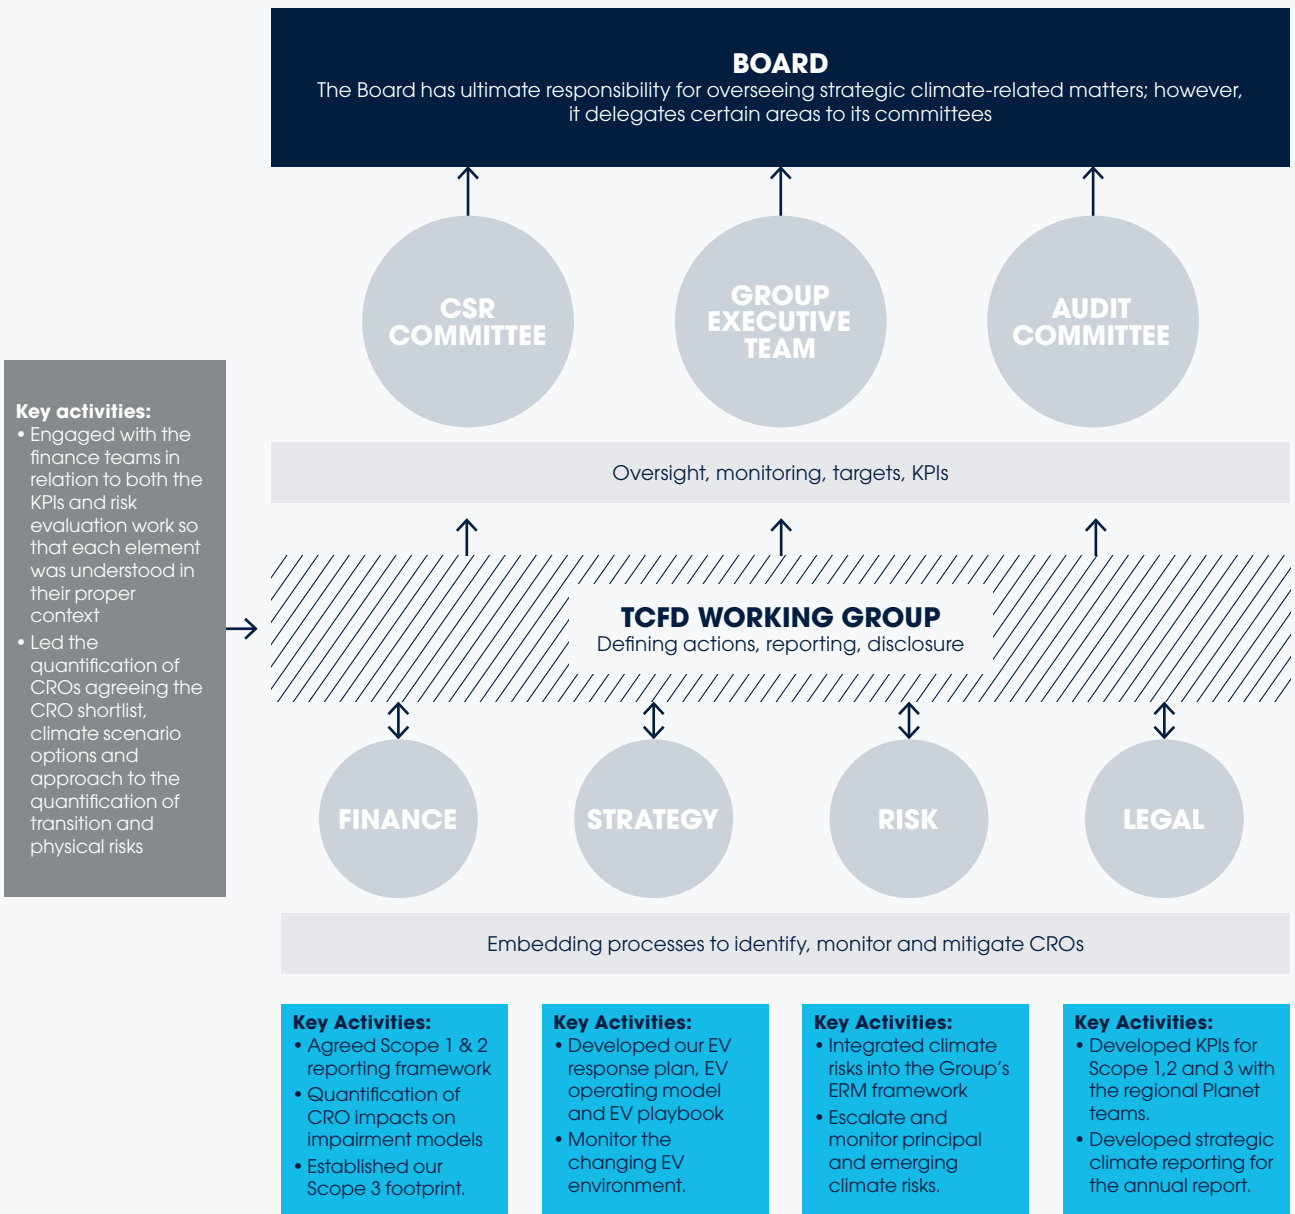 BOARD
The Board has ultimate responsibility for overseeing strategic climate-related matters; however,
it delegates certain areas to its committees
CSR
COMMITTEE
GROUP
EXECUTIVE
TEAM
AUDIT
COMMITTEE
Oversight, monitoring, targets, KPIs
Key activities:
• Engaged with the
finance teams in
relation to both the
KPIs and risk
evaluation work so
that each element
was understood in
their proper
context
• Led the
quantification of
CROs agreeing the
CRO shortlist,
climate scenario
options and
approach to the
quantification of
transition and
physical risks
TCFD WORKING GROUP
Defining actions, reporting, disclosure
FINANCE
STRATEGY
RISK
LEGAL
Embedding processes to identify, monitor and mitigate CROs
Key Activities:
• Agreed Scope 1 & 2
reporting framework
• Quantification of
CRO impacts on
impairment models
• Established our
Scope 3 footprint.
Key Activities:
• Developed our EV
response plan, EV
operating model
and EV playbook
• Monitor the
changing EV
environment.
Key Activities:
• Integrated climate
risks into the Group's
ERM framework
• Escalate and
monitor principal
and emerging
climate risks.
Key Activities:
• Developed KPIs for
Scope 1,2 and 3 with
the regional Planet
teams.
• Developed strategic
climate reporting for
the annual report.